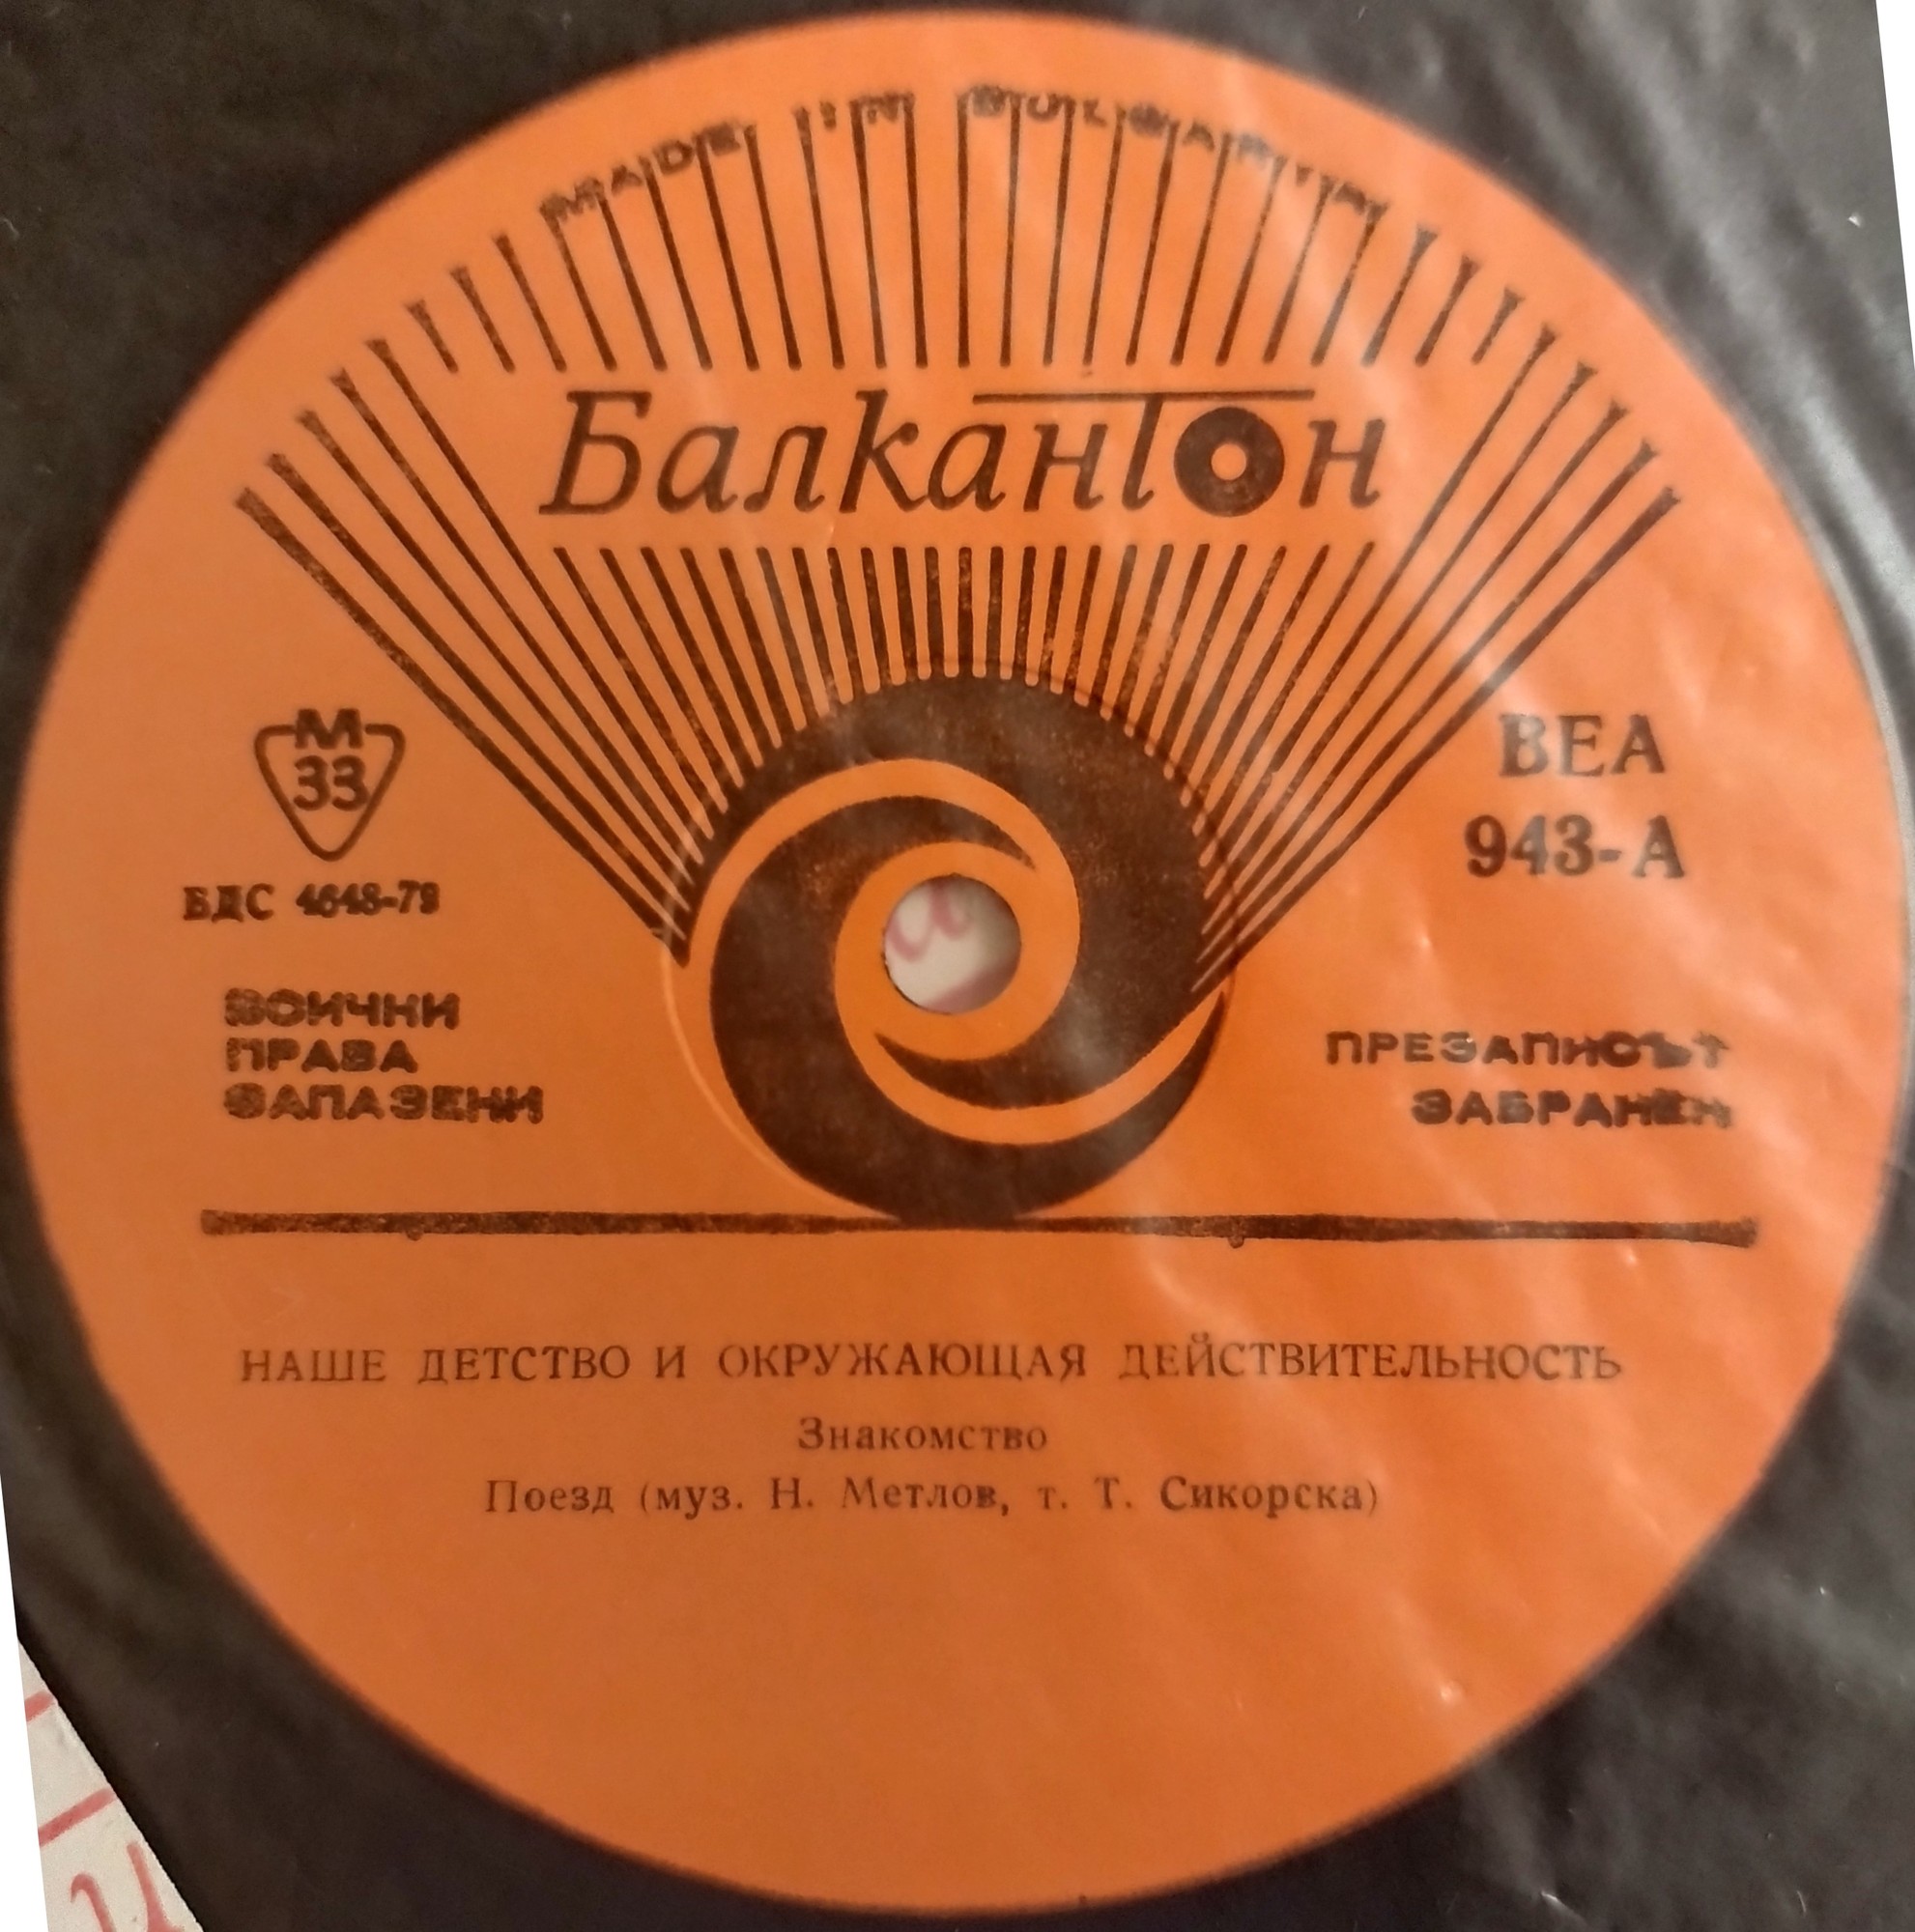 MADE IN BULGARIA
Балкантон
М
33
БДС 4648-78
ВСИЧНИ
ПРАВА
ЗАПАЗЕНИ
ВЕА
943-А
ПРЕЗАПИСЪТ
ЗАБРАНЕН
НАШЕ ДЕТСТВО И ОКРУЖАЮЩАЯ ДЕЙСТВИТЕЛЬНОСТЬ
Знакомство
Поезд (муз. Н. Метлов, т. Т. Сикорска)